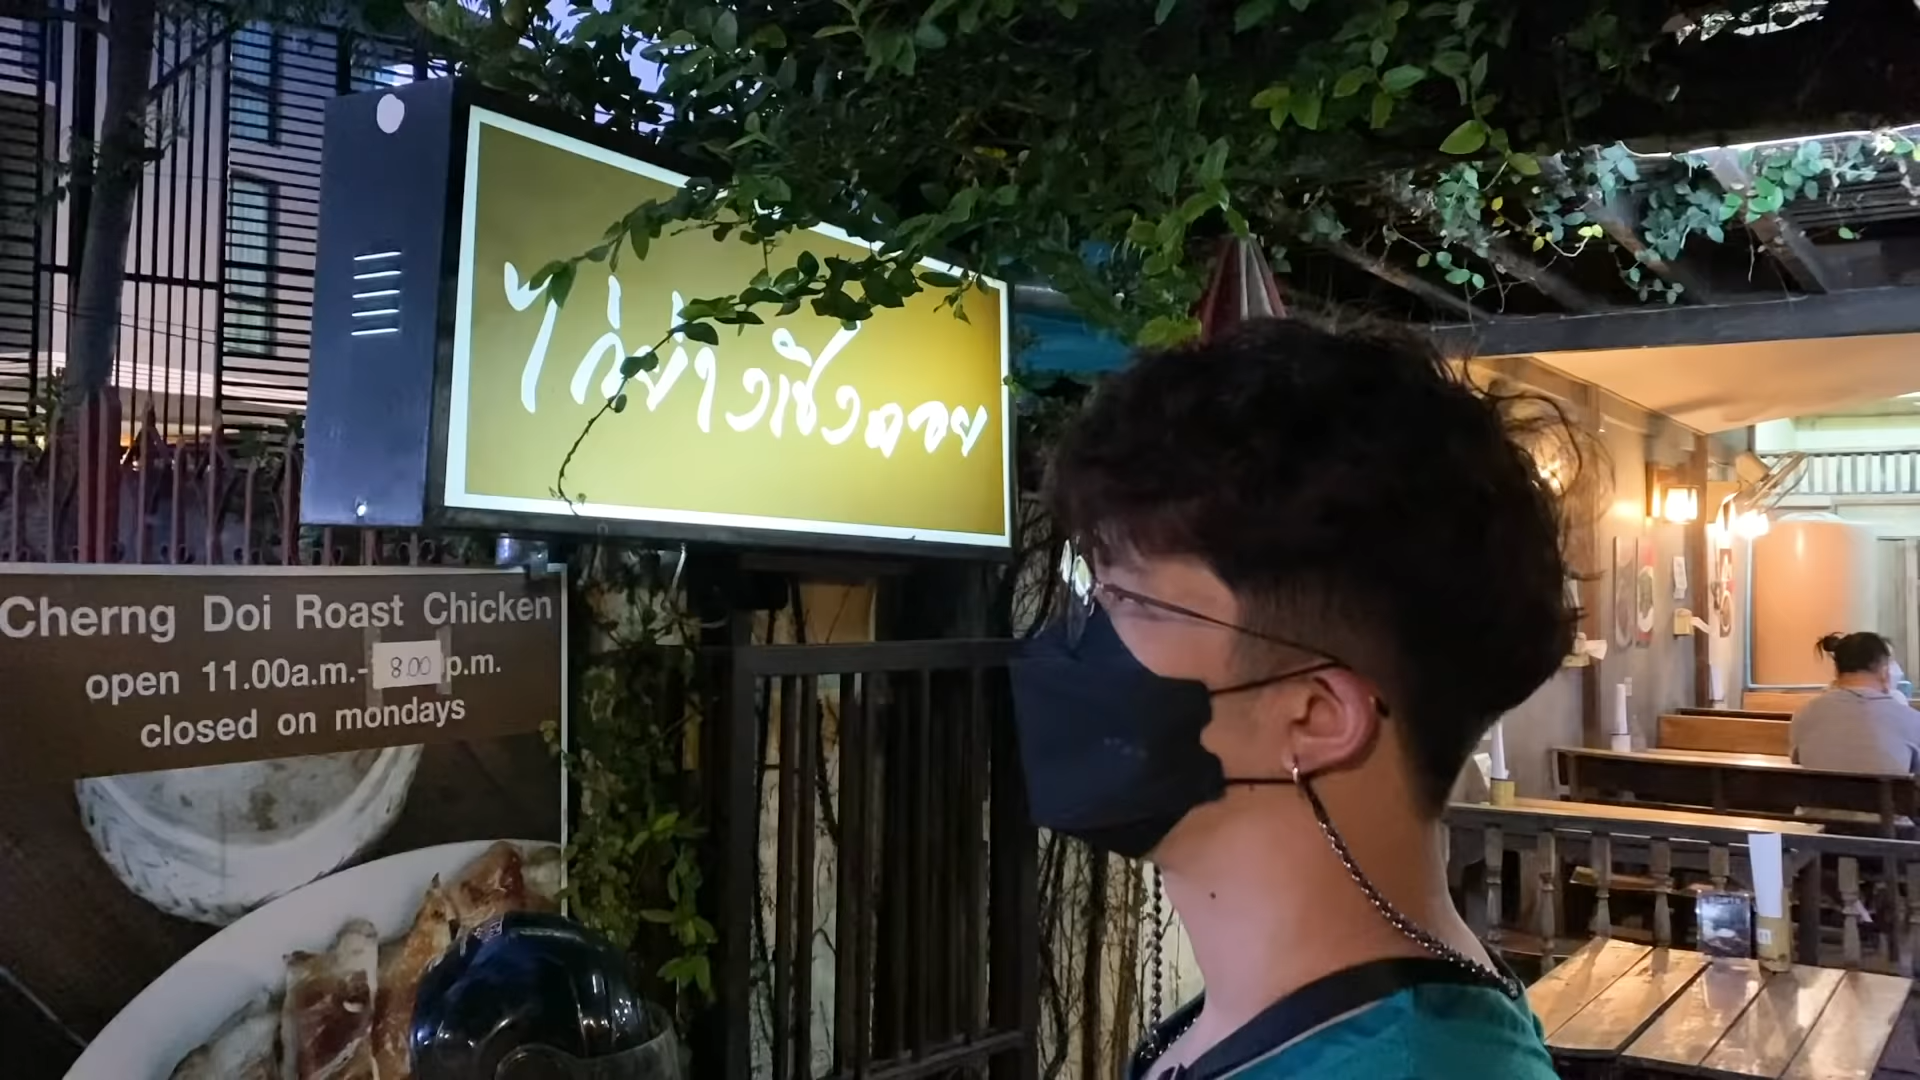 ไก่ย่างเชิงดอย
Cherng Doi Roast Chicken
open 11.00a.m.-8.00 p.m.
closed on mondays